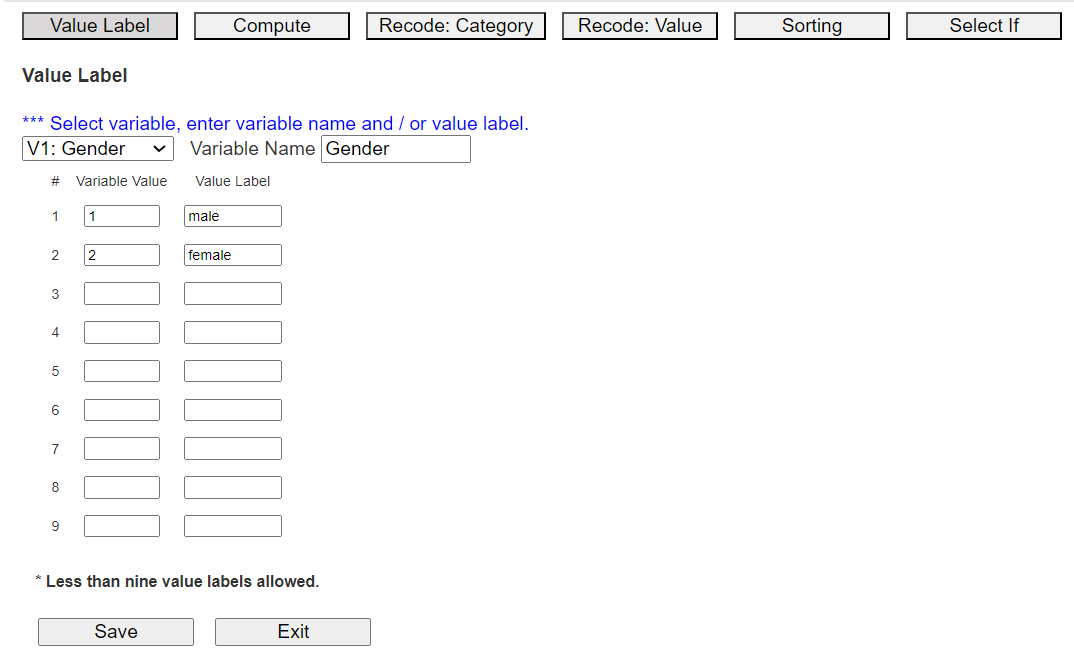 Value Label Compute Recode: Category Recode: Value Sorting Select If
Value Label
*** Select variable, enter variable name and / or value label.
V1: Gender Variable Name Gender
# Variable Value Value Label
1 1 male
2 2 female
3
4
5
6
7
8
9
* Less than nine value labels allowed.
Save Exit